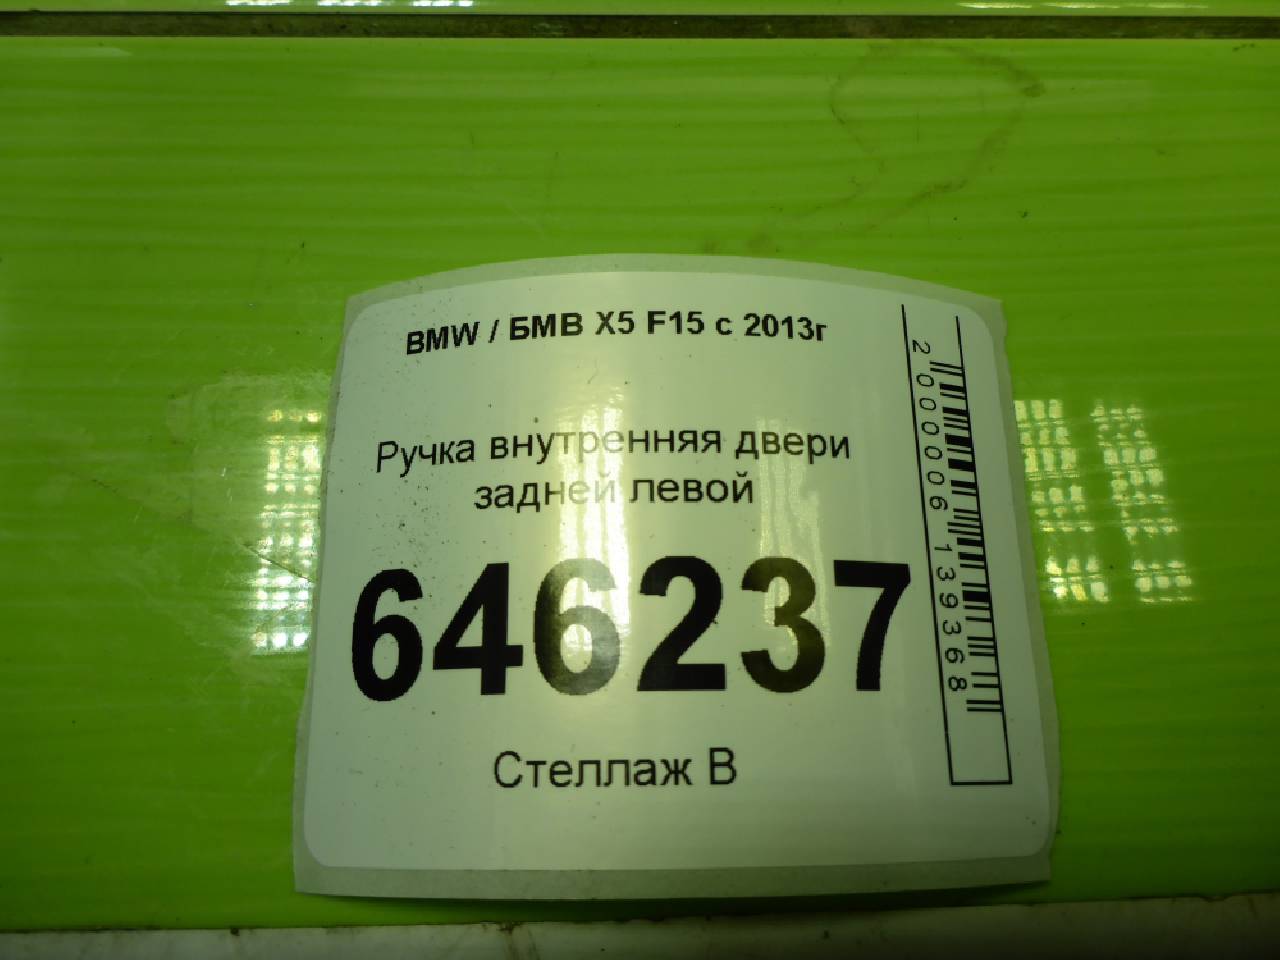 BMW / БМВ X5 F15 с 2013г
Ручка внутренняя двери
задней левой
646237
Стеллаж В
2000006139368